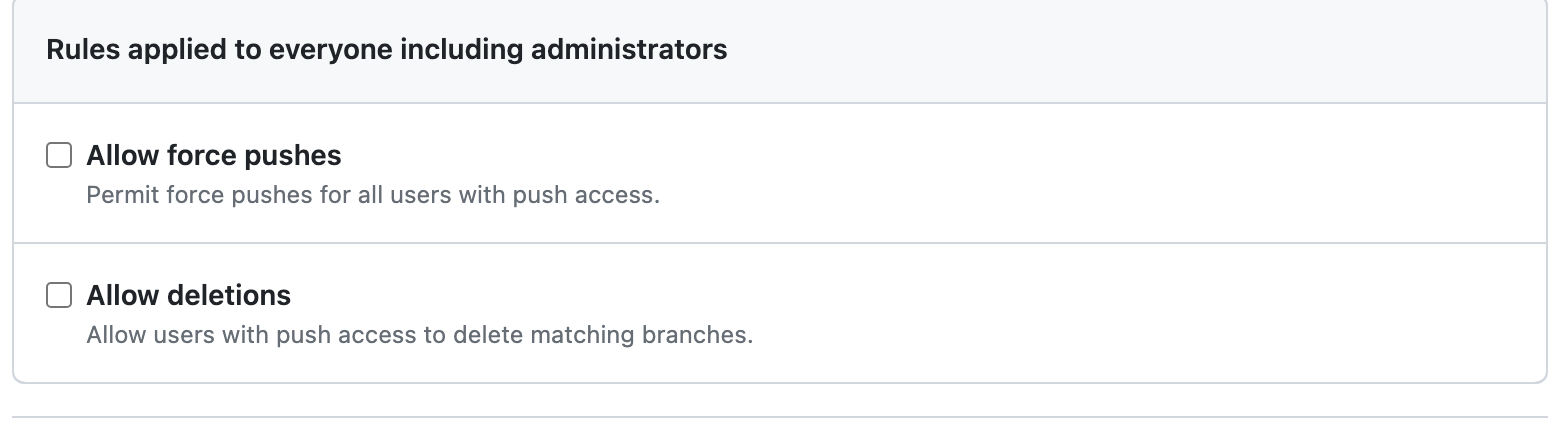 Rules applied to everyone including administrators
Allow force pushes
Permit force pushes for all users with push access.
Allow deletions
Allow users with push access to delete matching branches.